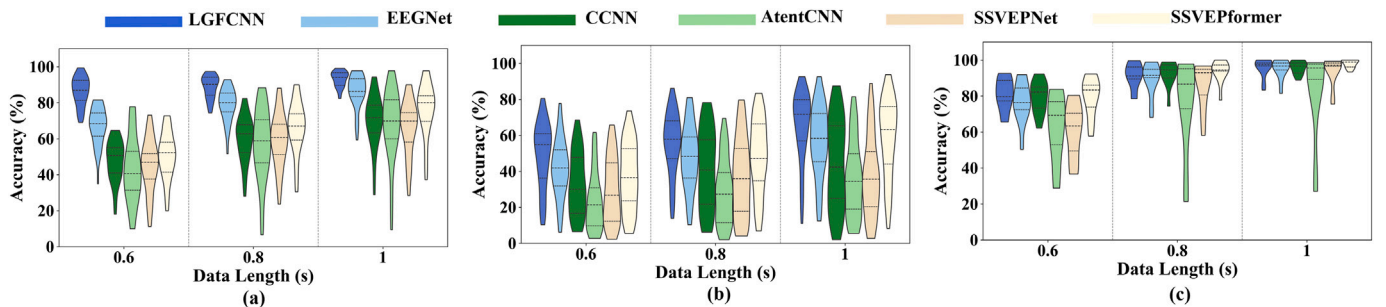 LGFCNN EEGNet CCNN AtentCNN SSVEPNet SSVEPformer
Accuracy (%)
100
80
60
40
20
0
0.6 0.8 1
Data Length (s)
(a)
Accuracy (%)
100
80
60
40
20
0
0.6 0.8 1
Data Length (s)
(b)
Accuracy (%)
100
80
60
40
20
0
0.6 0.8 1
Data Length (s)
(c)